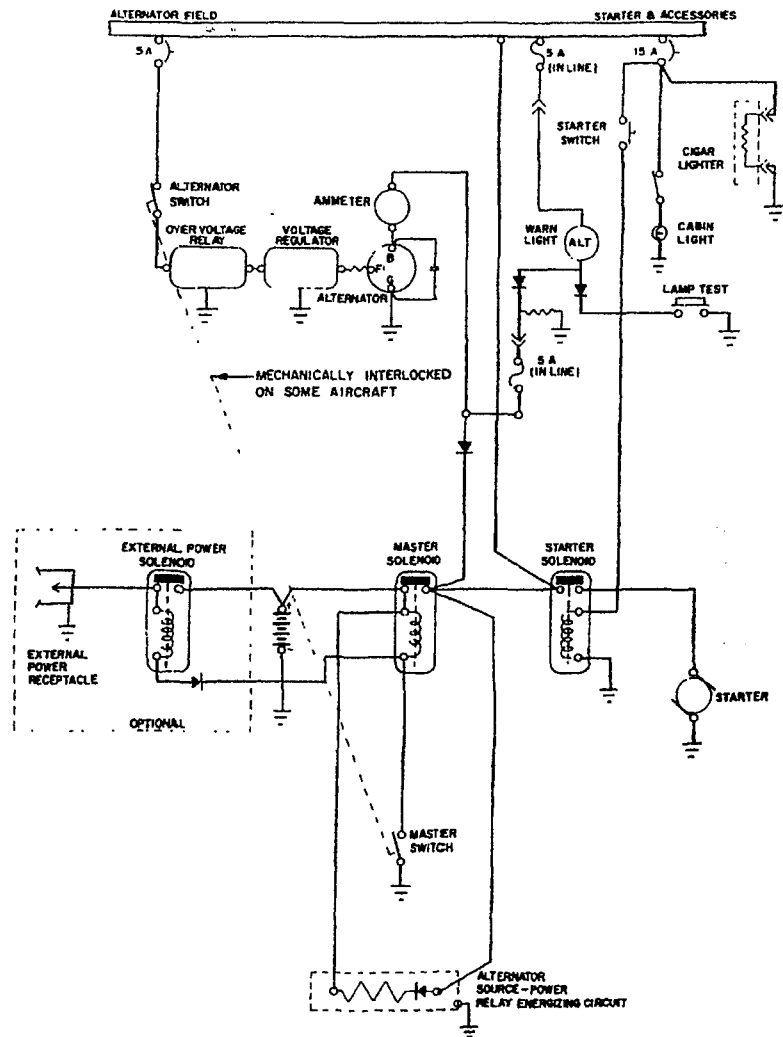 ALTERNATOR FIELD
STARTER & ACCESSORIES
5 A
5 A
(IN LINE)
15 A
STARTER
SWITCH
CIGAR
LIGHTER
ALTERNATOR
SWITCH
AMMETER
OVER VOLTAGE
RELAY
VOLTAGE
REGULATOR
B
F
G
ALTERNATOR
WARN
LIGHT
ALT
CABIN
LIGHT
LAMP TEST
5 A
(IN LINE)
MECHANICALLY INTERLOCKED
ON SOME AIRCRAFT
EXTERNAL POWER
SOLENOID
MASTER
SOLENOID
STARTER
SOLENOID
EXTERNAL
POWER
RECEPTACLE
OPTIONAL
STARTER
MASTER
SWITCH
ALTERNATOR
SOURCE-POWER
RELAY ENERGIZING CIRCUIT